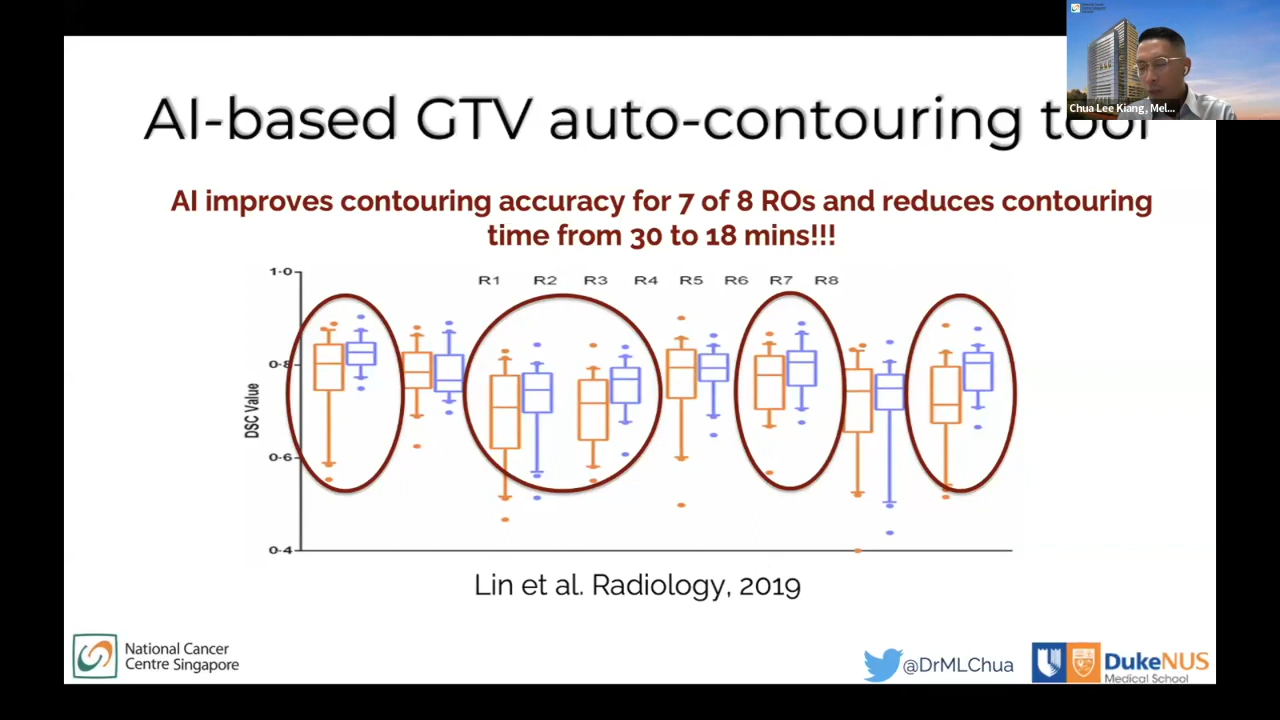 AI-based GTV auto-contouring tool
Chua Lee Kiang, Mel...
AI improves contouring accuracy for 7 of 8 ROs and reduces contouring
time from 30 to 18 mins!!!
R1 R2 R3 R4 R5 R6 R7 R8
1·0
0·8
0·6
0·4
DSC Value
Lin et al. Radiology, 2019
National Cancer
Centre Singapore
@DrMLChua
DukeNUS
Medical School